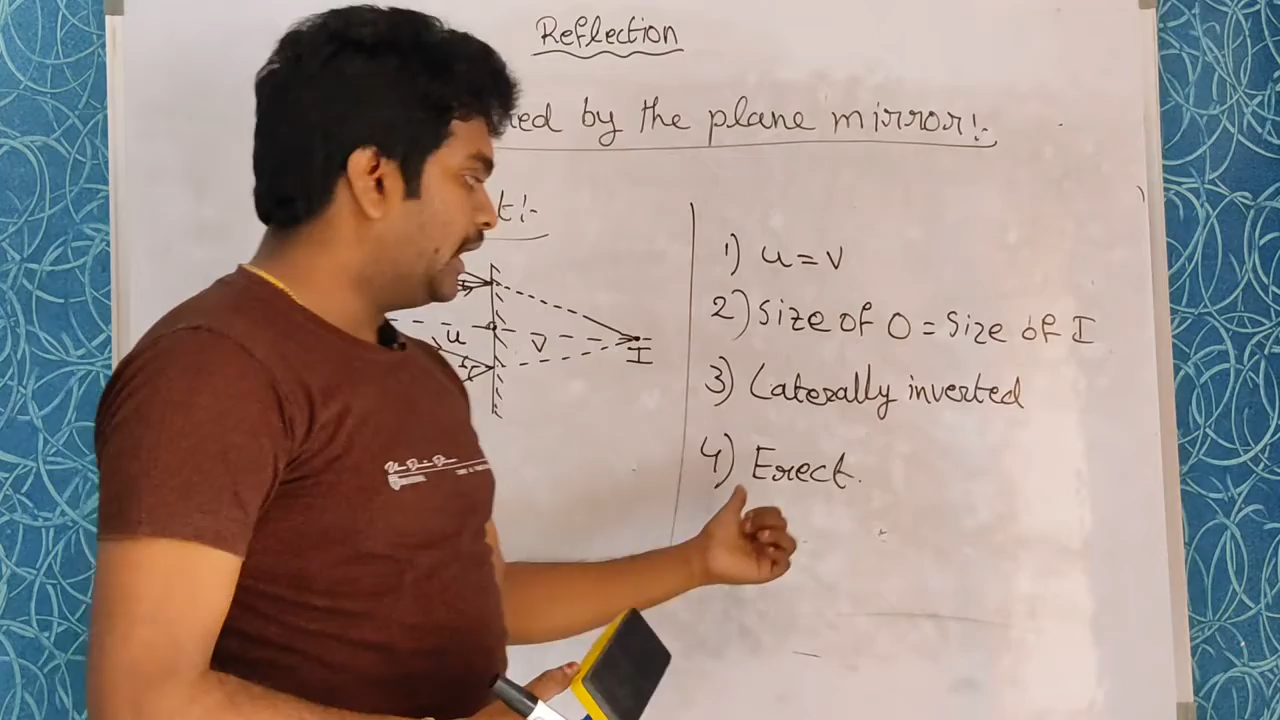 Reflection
ed by the plane mirror:-
t:-
1) u = v
2) Size of O = Size of I
3) Laterally inverted
4) Erect.
u
v
I